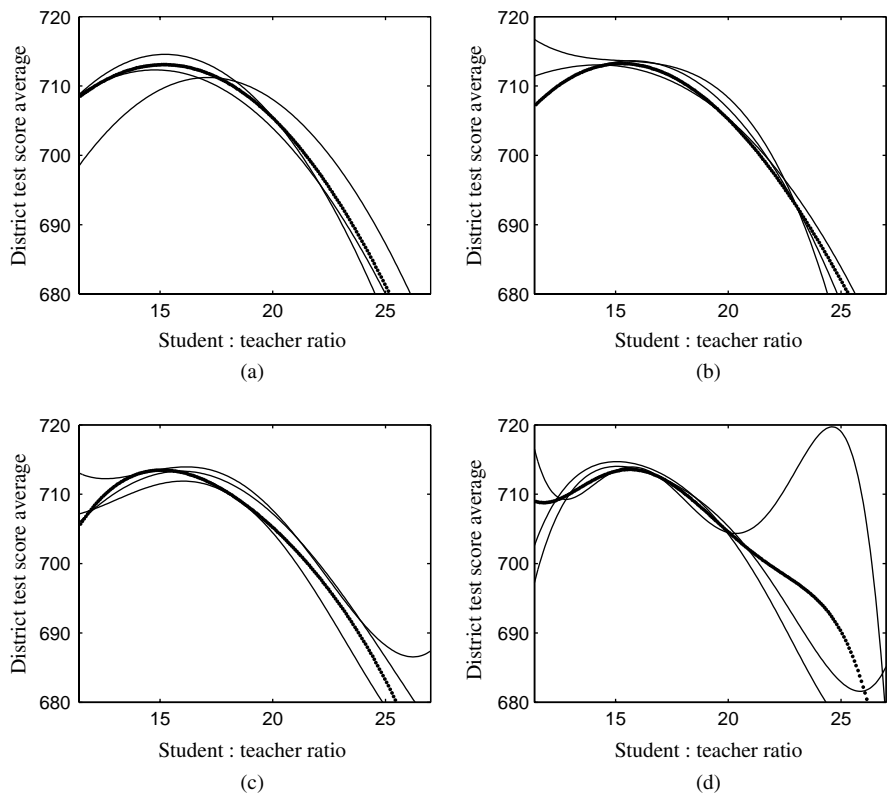 720
710
700
690
680
15 20 25
District test score average
Student : teacher ratio
(a)
720
710
700
690
680
15 20 25
District test score average
Student : teacher ratio
(b)
720
710
700
690
680
15 20 25
District test score average
Student : teacher ratio
(c)
720
710
700
690
680
15 20 25
District test score average
Student : teacher ratio
(d)